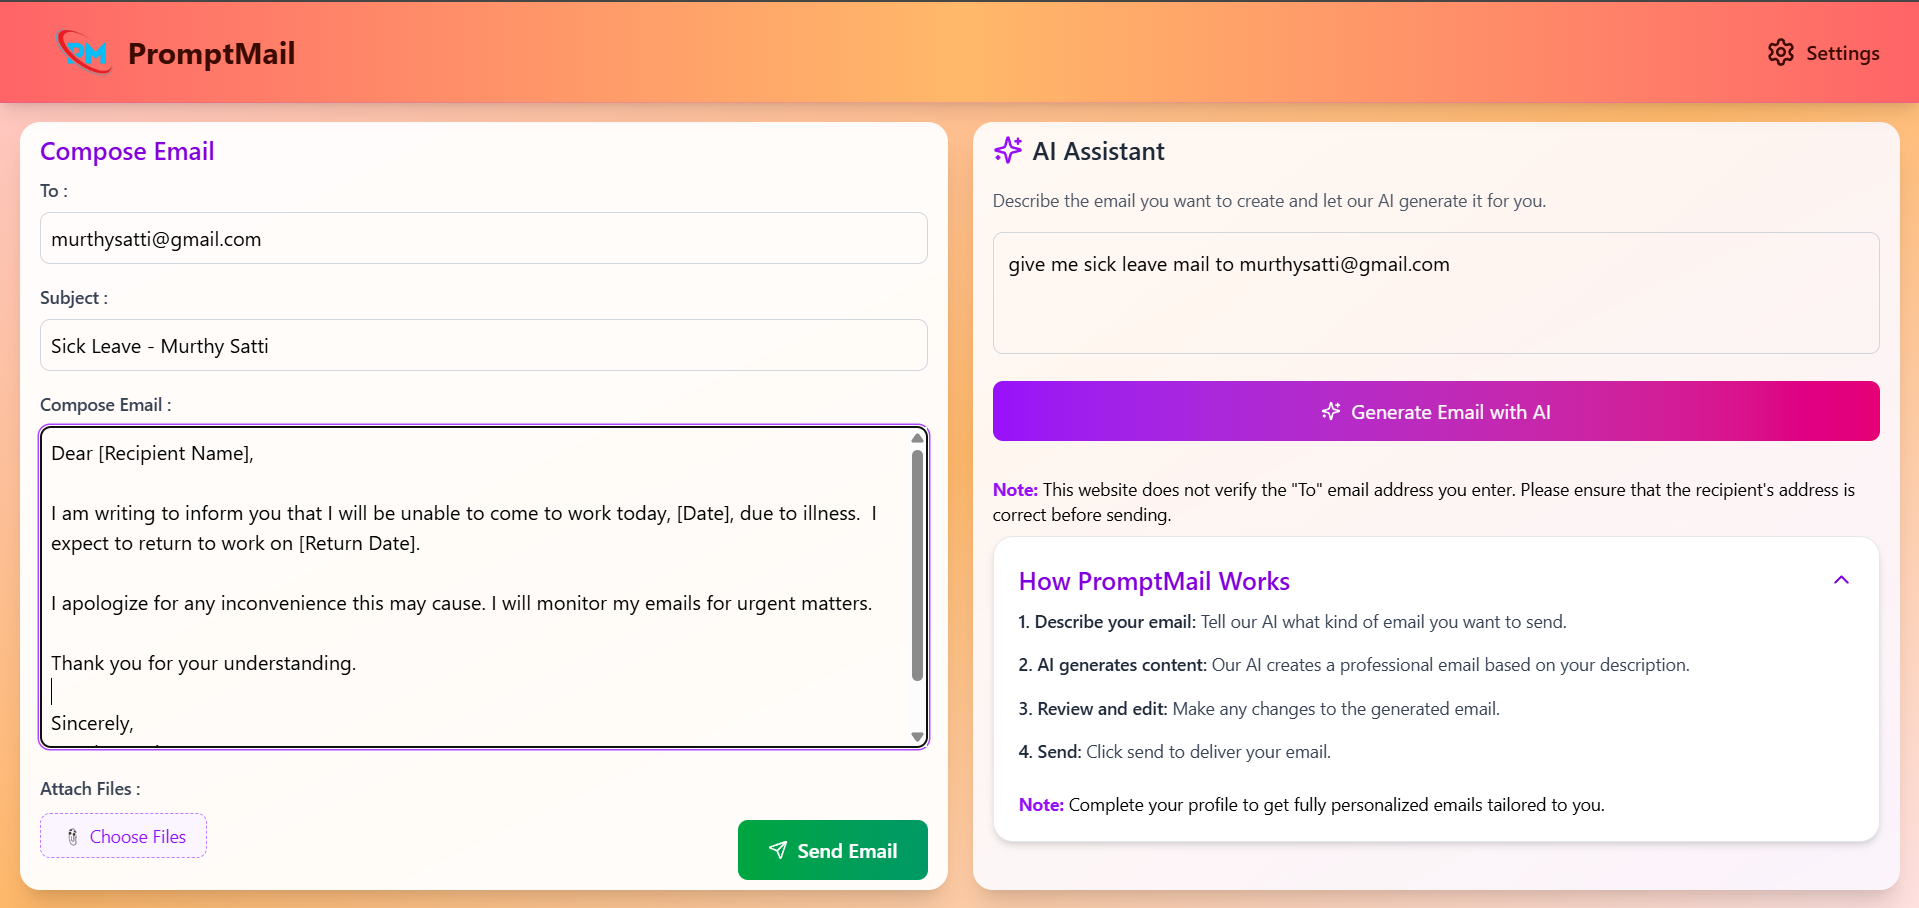 PM PromptMail
Settings
Compose Email
To :
murthysatti@gmail.com
Subject :
Sick Leave - Murthy Satti
Compose Email :
Dear [Recipient Name],
I am writing to inform you that I will be unable to come to work today, [Date], due to illness.  I
expect to return to work on [Return Date].
I apologize for any inconvenience this may cause. I will monitor my emails for urgent matters.
Thank you for your understanding.
Sincerely,
Attach Files :
Choose Files
Send Email
AI Assistant
Describe the email you want to create and let our AI generate it for you.
give me sick leave mail to murthysatti@gmail.com
Generate Email with AI
Note: This website does not verify the "To" email address you enter. Please ensure that the recipient's address is
correct before sending.
How PromptMail Works
1. Describe your email: Tell our AI what kind of email you want to send.
2. AI generates content: Our AI creates a professional email based on your description.
3. Review and edit: Make any changes to the generated email.
4. Send: Click send to deliver your email.
Note: Complete your profile to get fully personalized emails tailored to you.